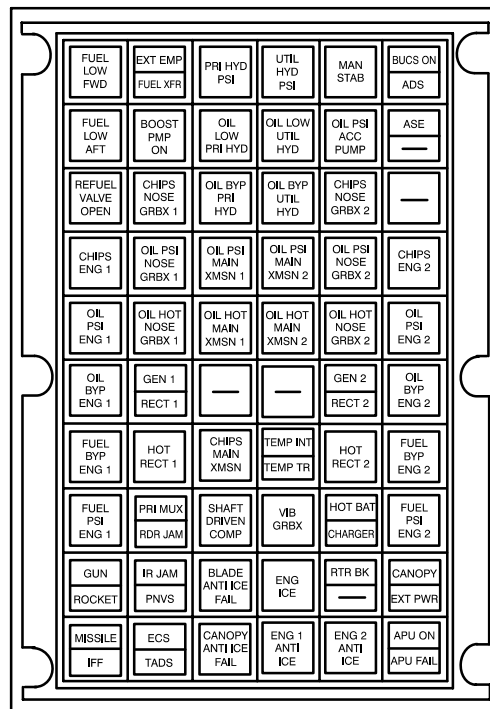 FUEL
LOW
FWD
EXT EMP
FUEL XFR
PRI HYD
PSI
UTIL
HYD
PSI
MAN
STAB
BUCS ON
ADS
FUEL
LOW
AFT
BOOST
PMP
ON
OIL
LOW
PRI HYD
OIL LOW
UTIL
HYD
OIL PSI
ACC
PUMP
ASE
—
REFUEL
VALVE
OPEN
CHIPS
NOSE
GRBX 1
OIL BYP
PRI
HYD
OIL BYP
UTIL
HYD
CHIPS
NOSE
GRBX 2
—
CHIPS
ENG 1
OIL PSI
NOSE
GRBX 1
OIL PSI
MAIN
XMSN 1
OIL PSI
MAIN
XMSN 2
OIL PSI
NOSE
GRBX 2
CHIPS
ENG 2
OIL
PSI
ENG 1
OIL HOT
NOSE
GRBX 1
OIL HOT
MAIN
XMSN 1
OIL HOT
MAIN
XMSN 2
OIL HOT
NOSE
GRBX 2
OIL
PSI
ENG 2
OIL
BYP
ENG 1
GEN 1
RECT 1
—
—
GEN 2
RECT 2
OIL
BYP
ENG 2
FUEL
BYP
ENG 1
HOT
RECT 1
CHIPS
MAIN
XMSN
TEMP INT
TEMP TR
HOT
RECT 2
FUEL
BYP
ENG 2
FUEL
PSI
ENG 1
PRI MUX
RDR JAM
SHAFT
DRIVEN
COMP
VIB
GRBX
HOT BAT
CHARGER
FUEL
PSI
ENG 2
GUN
ROCKET
IR JAM
PNVS
BLADE
ANTI ICE
FAIL
ENG
ICE
RTR BK
—
CANOPY
EXT PWR
MISSILE
IFF
ECS
TADS
CANOPY
ANTI ICE
FAIL
ENG 1
ANTI
ICE
ENG 2
ANTI
ICE
APU ON
APU FAIL